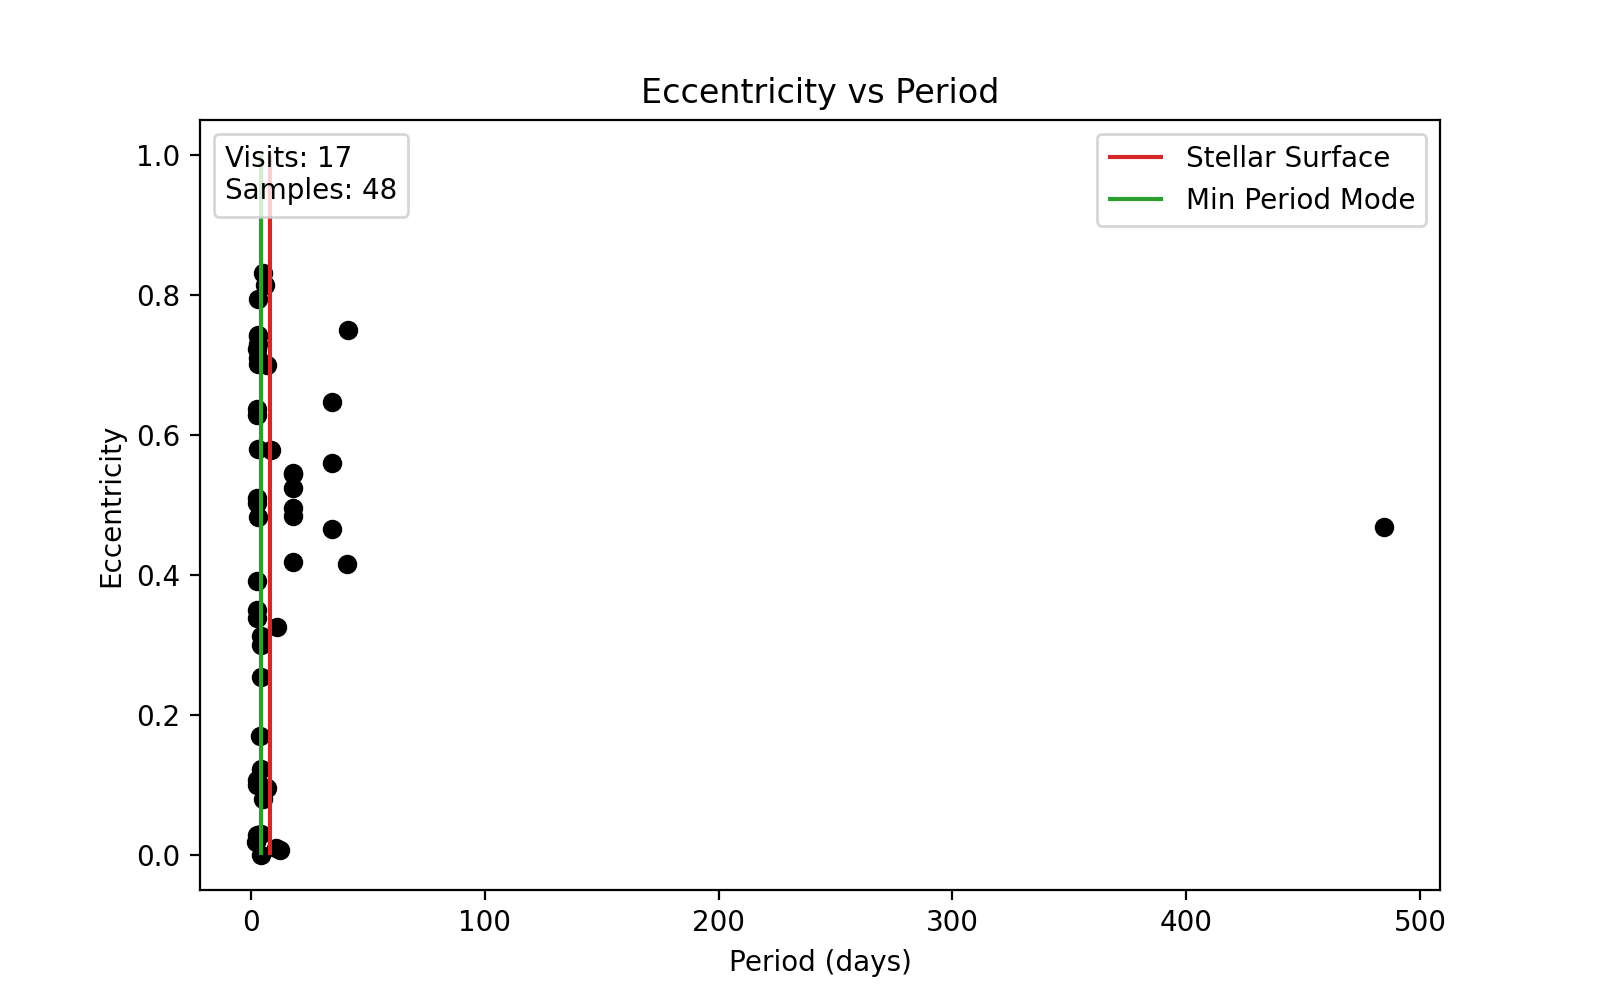 Eccentricity vs Period
Visits: 17
Samples: 48
Stellar Surface
Min Period Mode
1.0
0.8
0.6
0.4
0.2
0.0
Eccentricity
0 100 200 300 400 500
Period (days)